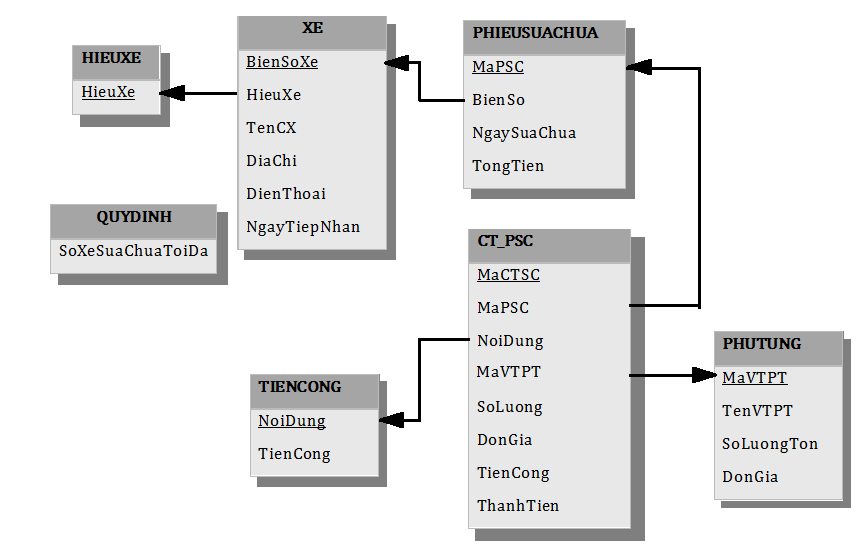 HIEUXE
HieuXe
XE
BienSoXe
HieuXe
TenCX
DiaChi
DienThoai
NgayTiepNhan
PHIEUSUACHUA
MaPSC
BienSo
NgaySuaChua
TongTien
QUYDINH
SoXeSuaChuaToiDa
CT_PSC
MaCTSC
MaPSC
NoiDung
MaVTPT
SoLuong
DonGia
TienCong
ThanhTien
TIENCONG
NoiDung
TienCong
PHUTUNG
MaVTPT
TenVTPT
SoLuongTon
DonGia